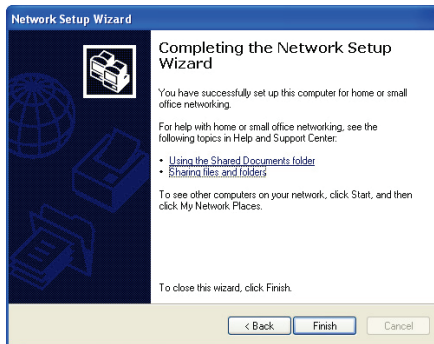 Network Setup Wizard
Completing the Network Setup
Wizard
You have successfully set up this computer for home or small
office networking.
For help with home or small office networking, see the
following topics in Help and Support Center:
• Using the Shared Documents folder
• Sharing files and folders
To see other computers on your network, click Start, and then
click My Network Places.
To close this wizard, click Finish.
< Back Finish Cancel